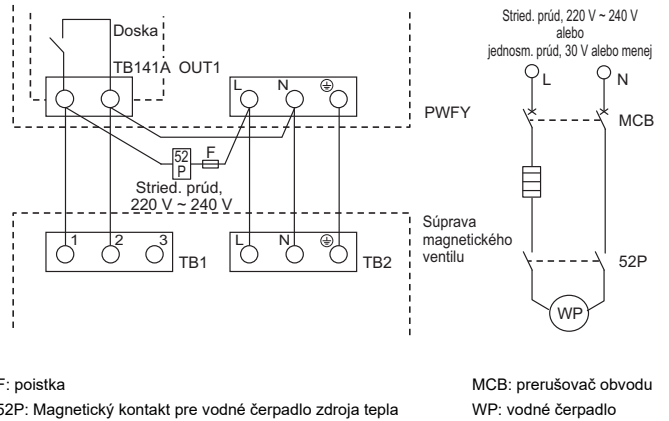 Doska
TB141A OUT1
L
N
PWFY
52
P
F
Stried. prúd,
220 V ~ 240 V
Súprava
magnetického
ventilu
1
2
3
TB1
L
N
TB2
Stried. prúd, 220 V ~ 240 V
alebo
jednosm. prúd, 30 V alebo menej
L
N
MCB
52P
WP
F: poistka
52P: Magnetický kontakt pre vodné čerpadlo zdroja tepla
MCB: prerušovač obvodu
WP: vodné čerpadlo